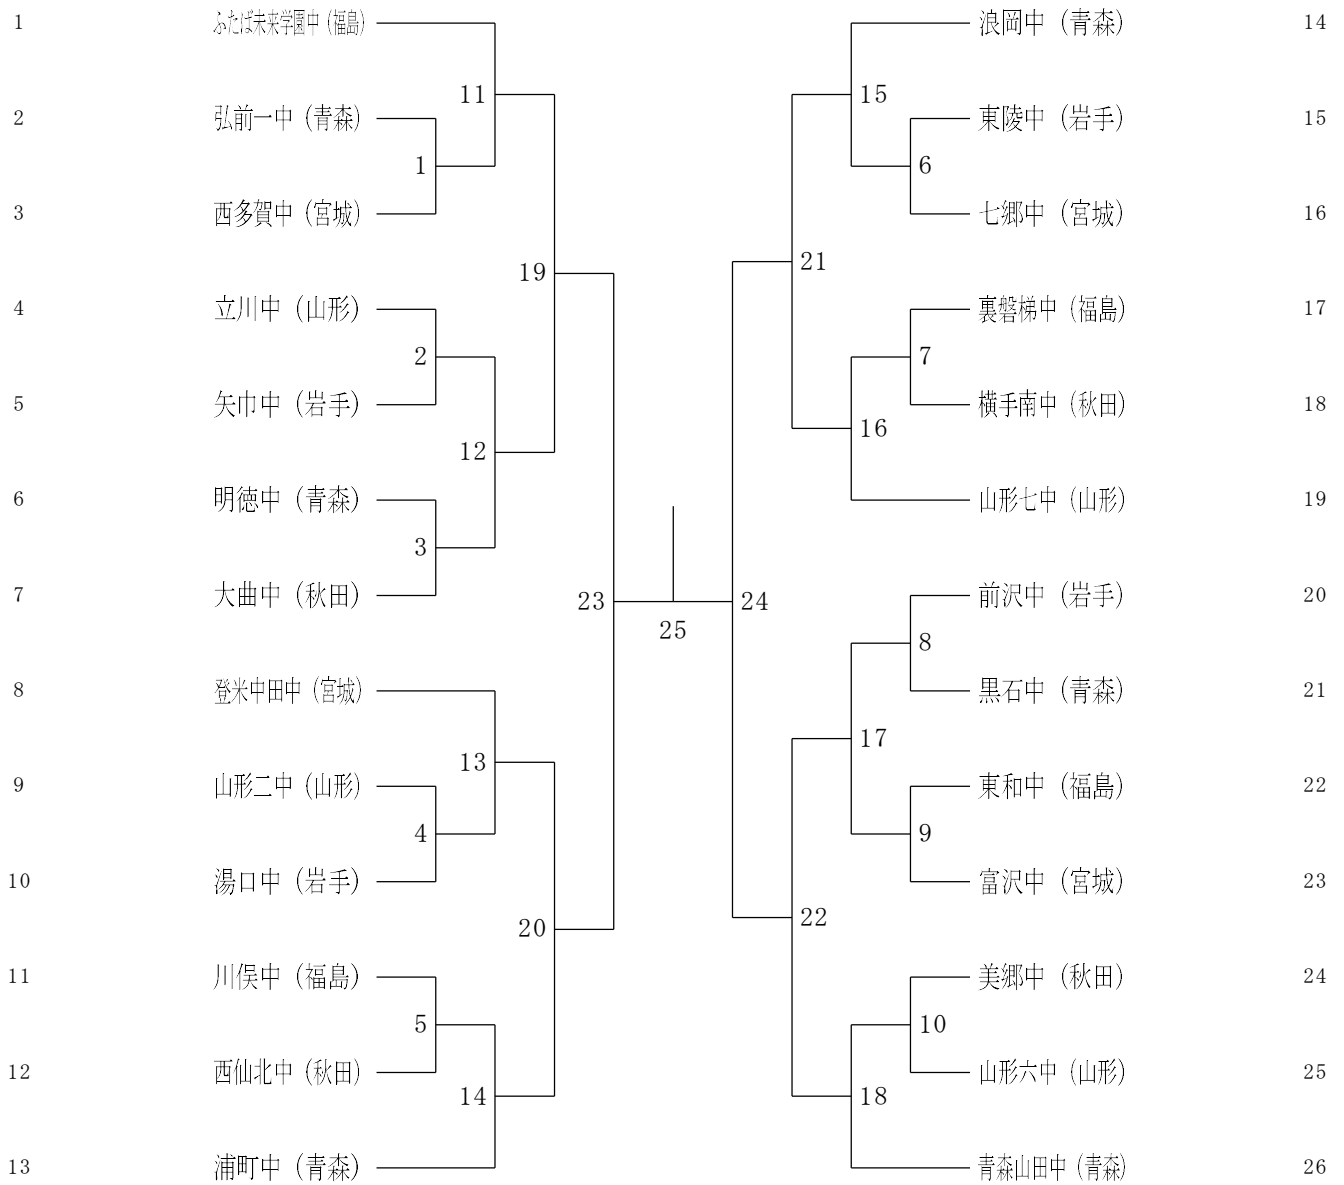 1 ふたば未来学園中（福島）
浪岡中（青森） 14
11
15
2 弘前一中（青森）
東陵中（岩手） 15
1
6
3 西多賀中（宮城）
七郷中（宮城） 16
19
21
4 立川中（山形）
裏磐梯中（福島） 17
2
7
5 矢巾中（岩手）
横手南中（秋田） 18
12
16
6 明徳中（青森）
山形七中（山形） 19
3
7 大曲中（秋田）
前沢中（岩手） 20
23
24
25
8
8 登米中田中（宮城）
黒石中（青森） 21
13
17
9 山形二中（山形）
東和中（福島） 22
4
9
10 湯口中（岩手）
富沢中（宮城） 23
20
22
11 川俣中（福島）
美郷中（秋田） 24
5
10
12 西仙北中（秋田）
山形六中（山形） 25
14
18
13 浦町中（青森）
青森山田中（青森） 26